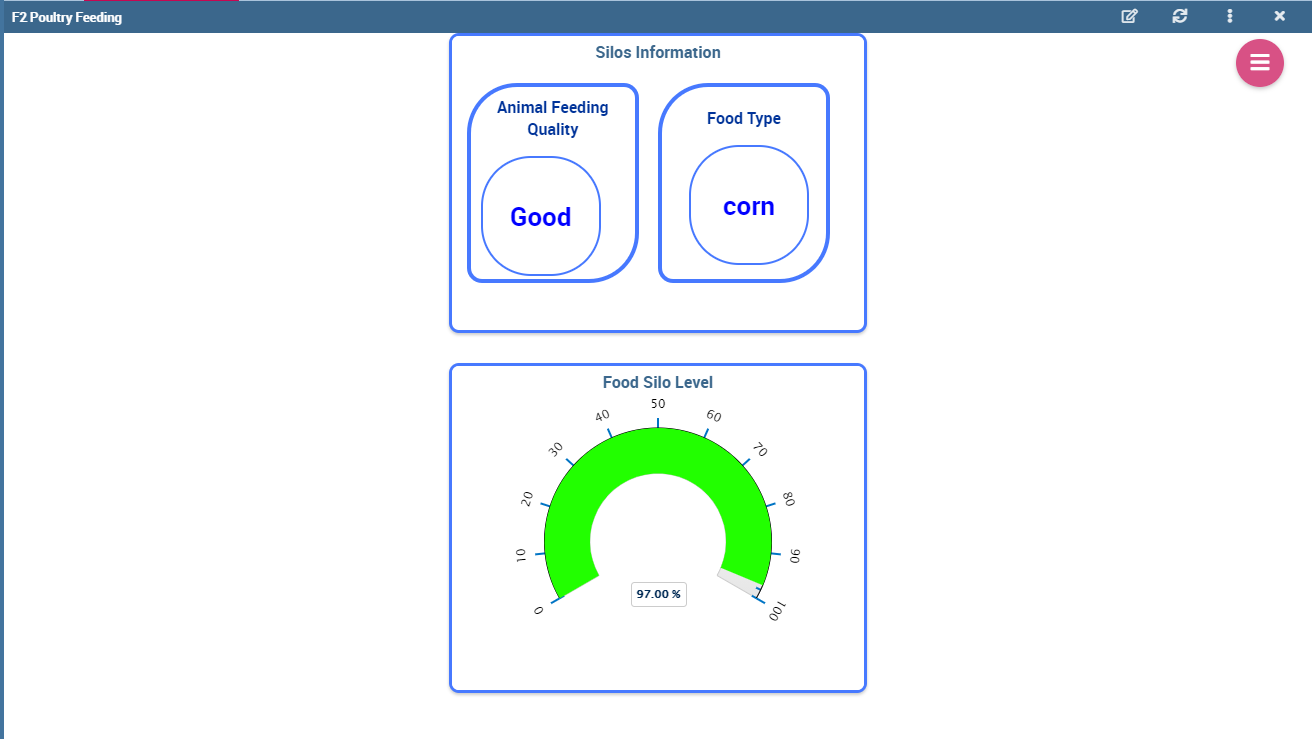 F2 Poultry Feeding
Silos Information
Animal Feeding
Quality
Good
Food Type
corn
Food Silo Level
0
10
20
30
40
50
60
70
80
90
100
97.00 %